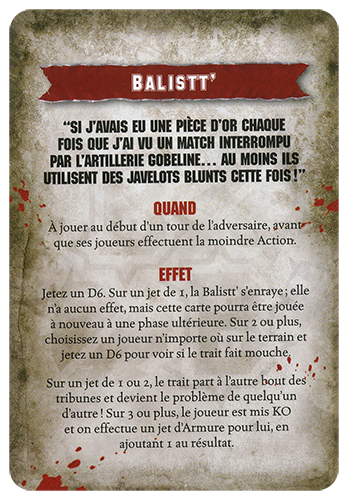 BALISTT'
“SI J'AVAIS EU UNE PIÈCE D'OR CHAQUE
FOIS QUE J'AI VU UN MATCH INTERROMPU
PAR L'ARTILLERIE GOBELINE... AU MOINS ILS
UTILISENT DES JAVELOTS BLUNTS CETTE FOIS !”
QUAND
À jouer au début d'un tour de l'adversaire, avant
que ses joueurs effectuent la moindre Action.
EFFET
Jetez un D6. Sur un jet de 1, la Balistt' s'enraye ; elle
n'a aucun effet, mais cette carte pourra être jouée
à nouveau à une phase ultérieure. Sur 2 ou plus,
choisissez un joueur n'importe où sur le terrain et
jetez un D6 pour voir si le trait fait mouche.
Sur un jet de 1 ou 2, le trait part à l'autre bout des
tribunes et devient le problème de quelqu'un
d'autre ! Sur 3 ou plus, le joueur est mis KO
et on effectue un jet d'Armure pour lui, en
ajoutant 1 au résultat.